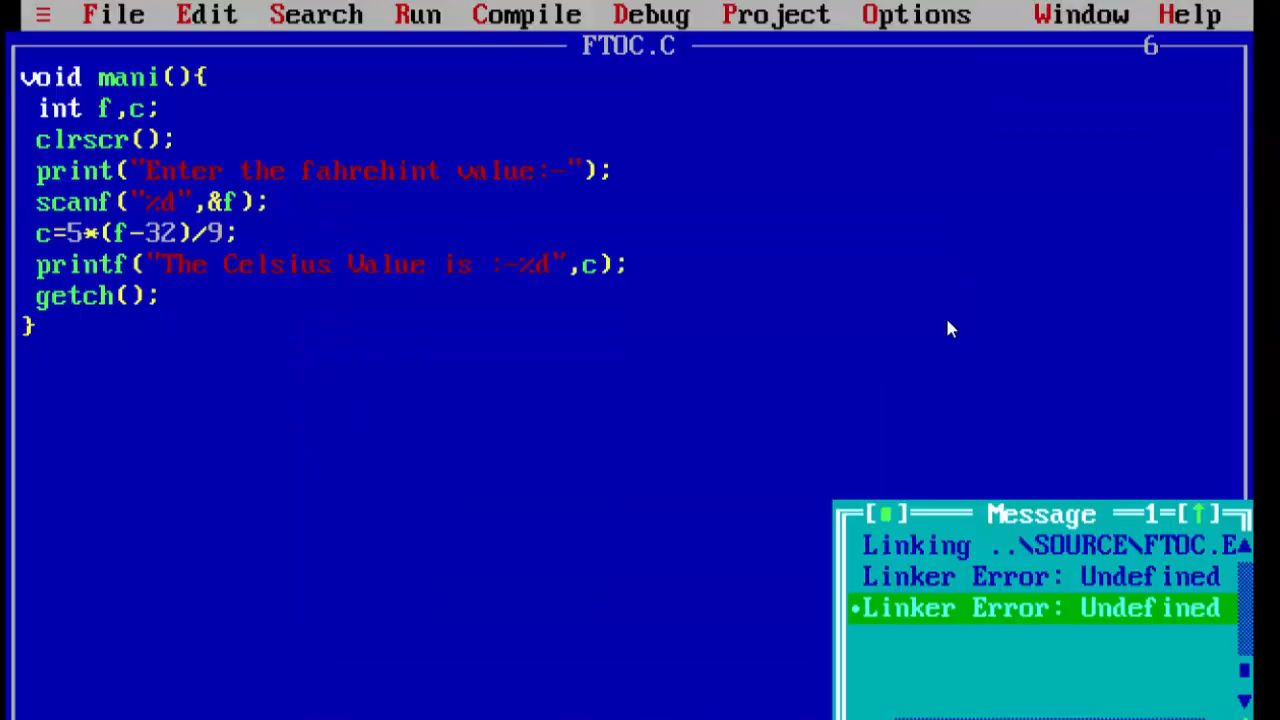 ≡ File Edit Search Run Compile Debug Project Options Window Help
FTOC.C 6
void mani(){
int f,c;
clrscr();
print("Enter the fahrehint value:-");
scanf("%d",&f);
c=5*(f-32)/9;
printf("The Celsius Value is :-%d",c);
getch();
}
[■] Message 1=[↑]
Linking ..\SOURCE\FTOC.E
Linker Error: Undefined
•Linker Error: Undefined